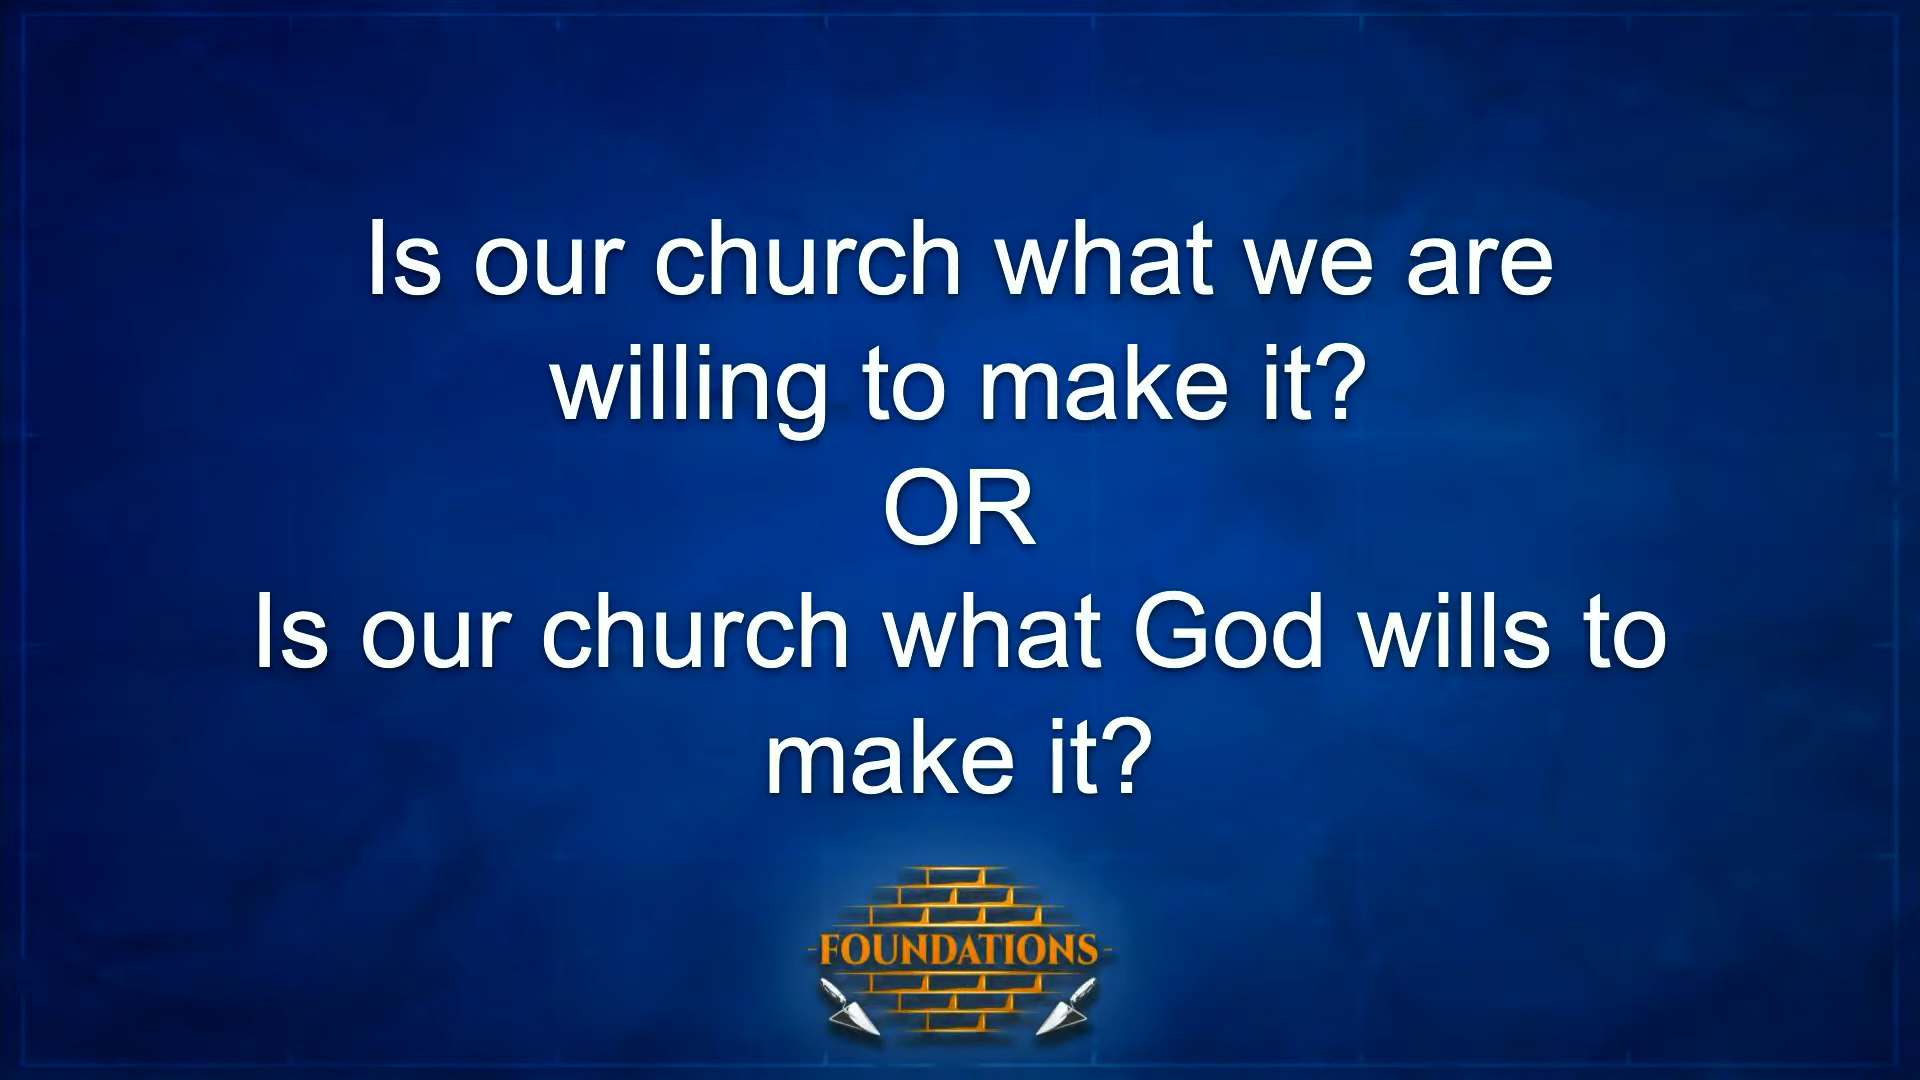 Is our church what we are
willing to make it?
OR
Is our church what God wills to
make it?
FOUNDATIONS